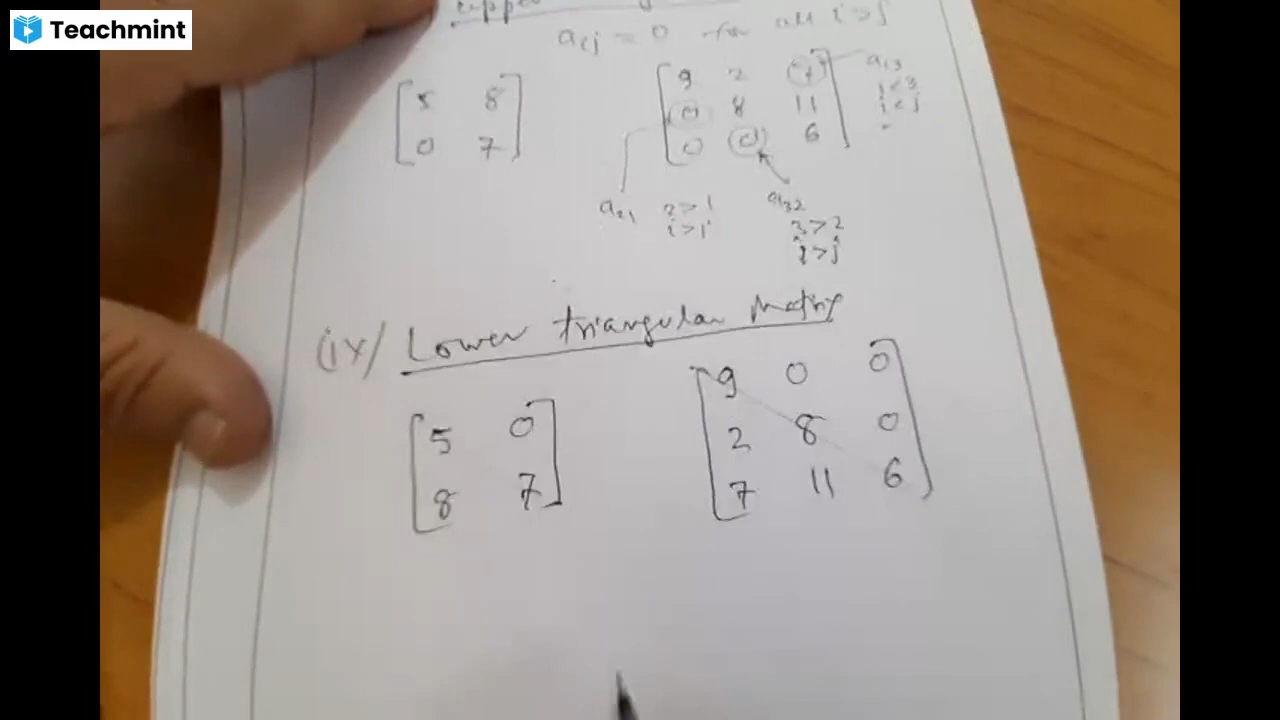 Teachmint
upper
aij = 0 for all i > j
[5 8
0 7]
[9 2 7
0 8 11
0 0 6]
a13
1 < 3
i < j
a21 2 > 1
i > j
a32
3 > 2
i > j
(ix) Lower triangular matrix
[5 0
8 7]
[9 0 0
2 8 0
7 11 6]